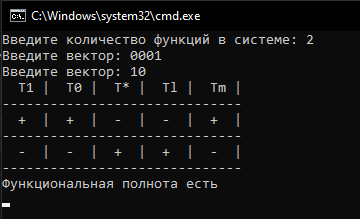 C:\Windows\system32\cmd.exe
Введите количество функций в системе: 2
Введите вектор: 0001
Введите вектор: 10
T1 | T0 | T* | Tl | Tm |
---------------------------------
+ | + | - | - | + |
---------------------------------
- | - | + | + | - |
---------------------------------
Функциональная полнота есть